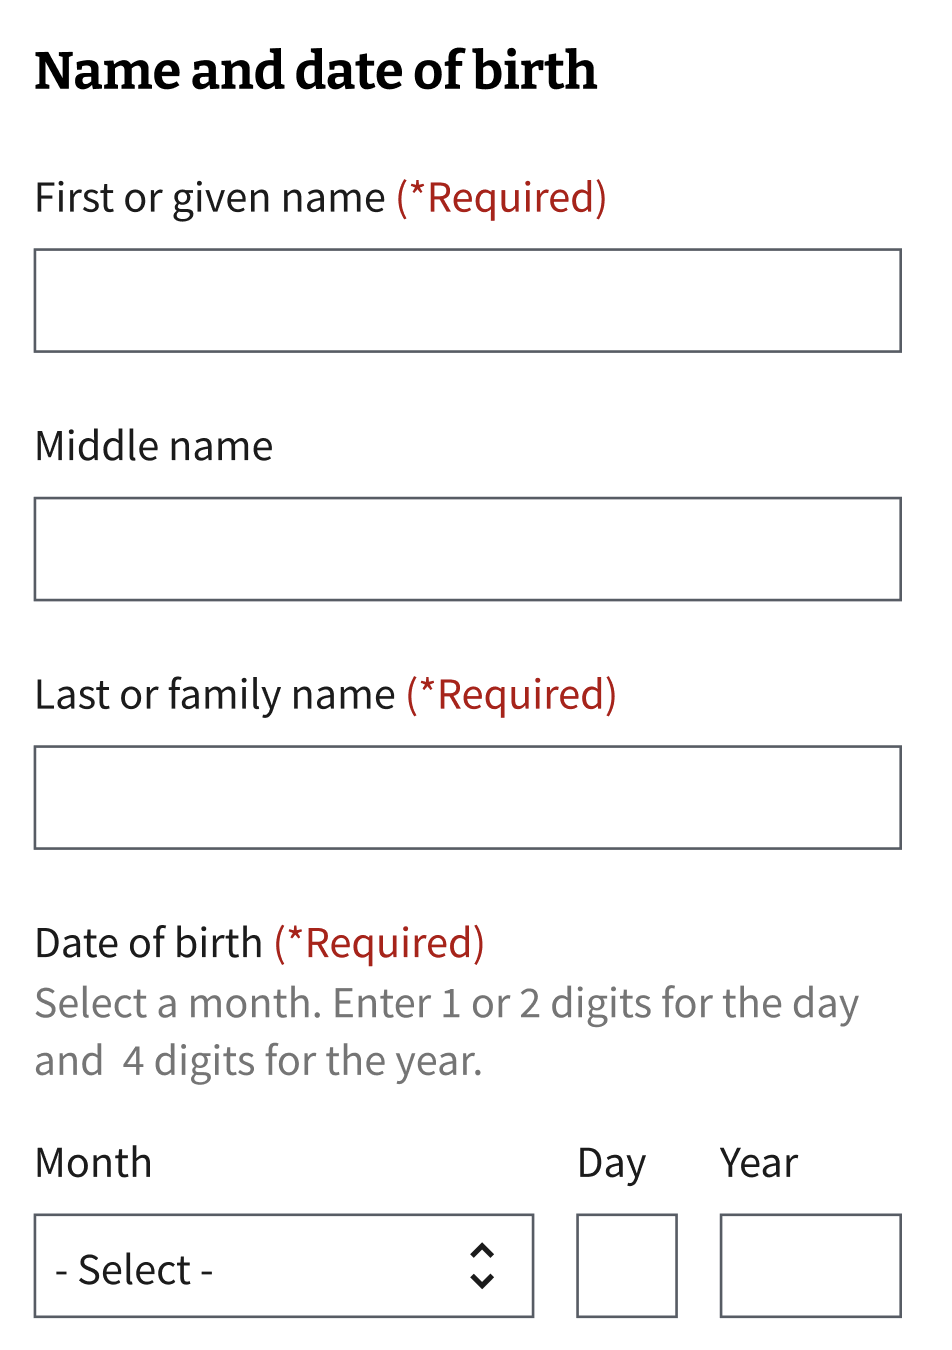 Name and date of birth
First or given name (*Required)
Middle name
Last or family name (*Required)
Date of birth (*Required)
Select a month. Enter 1 or 2 digits for the day
and  4 digits for the year.
Month Day Year
- Select -